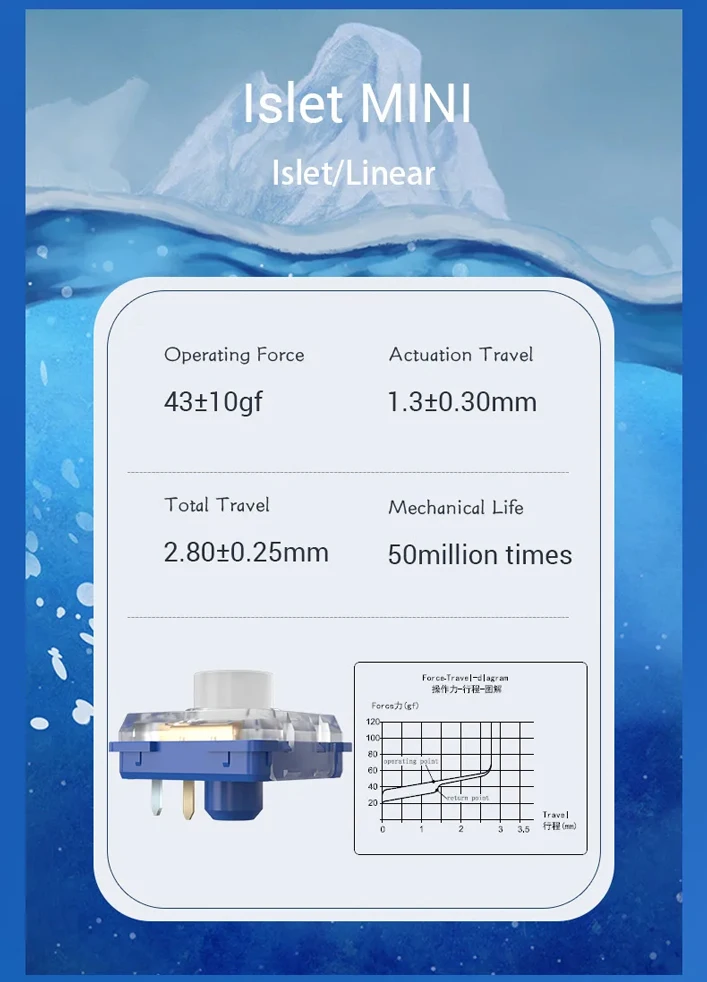 Islet MINI
Islet/Linear
Operating Force
Actuation Travel
43±10gf
1.3±0.30mm
Total Travel
Mechanical Life
2.80±0.25mm
50million times
Force-Travel-diagram
操作力-行程-图解
Force力(gf)
120
100
80
60
40
20
operating point
return point
0 1 2 3 3.5
Travel
行程(mm)